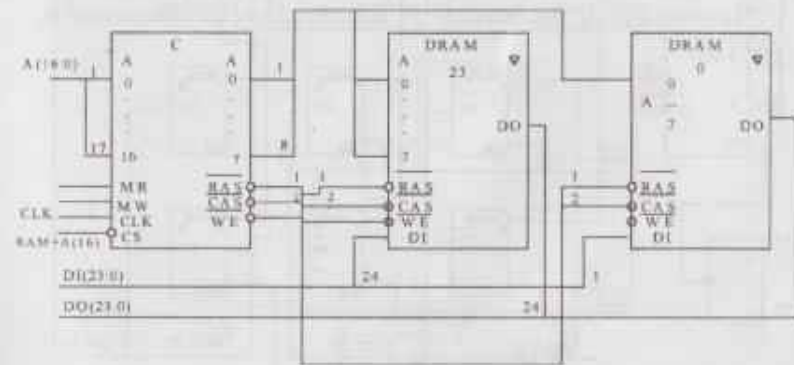 C
DRAM
23
DRAM
0
A(16:0)
1
A
0
A
0
1
A
0
0
A
7
17
16
7
8
7
DO
DO
MR
MW
CLK
CLK
CS
RAM+A(16)
RAS
CAS
WE
1
2
1
2
RAS
CAS
WE
DI
1
2
RAS
CAS
WE
DI
DI(23:0)
24
1
DO(23:0)
24